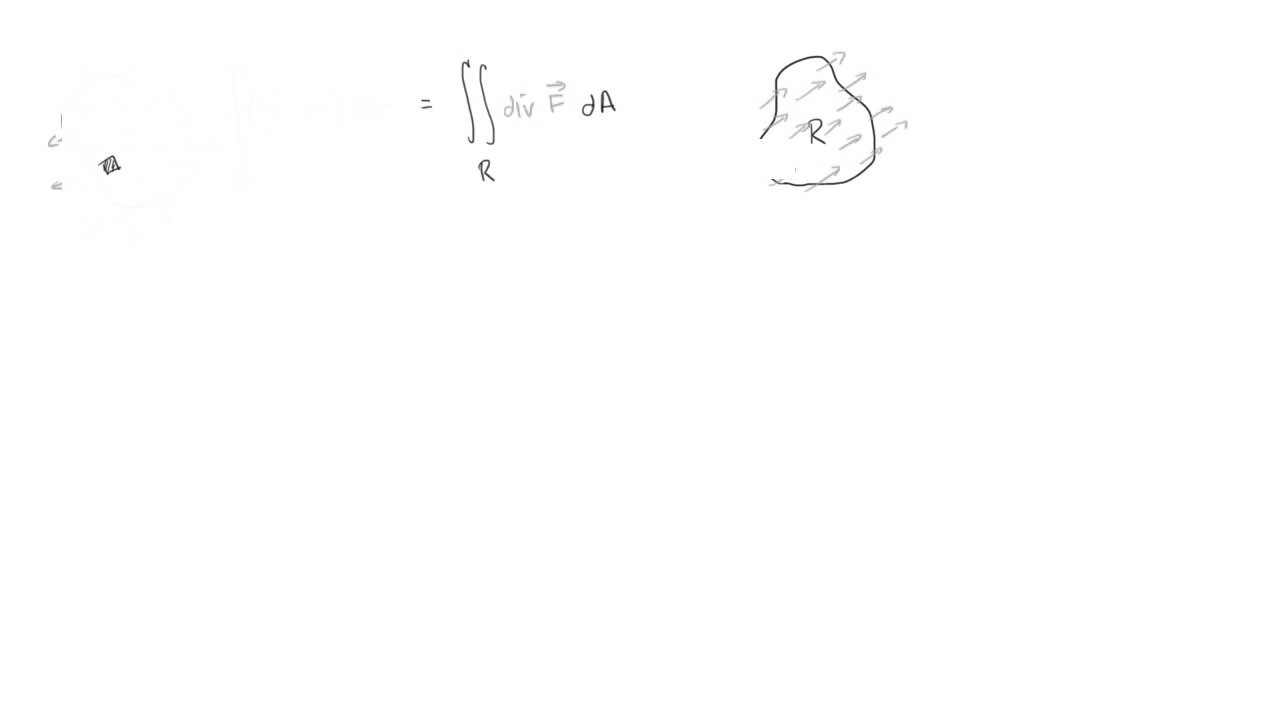 = ∬ div F⃗ dA
R
R